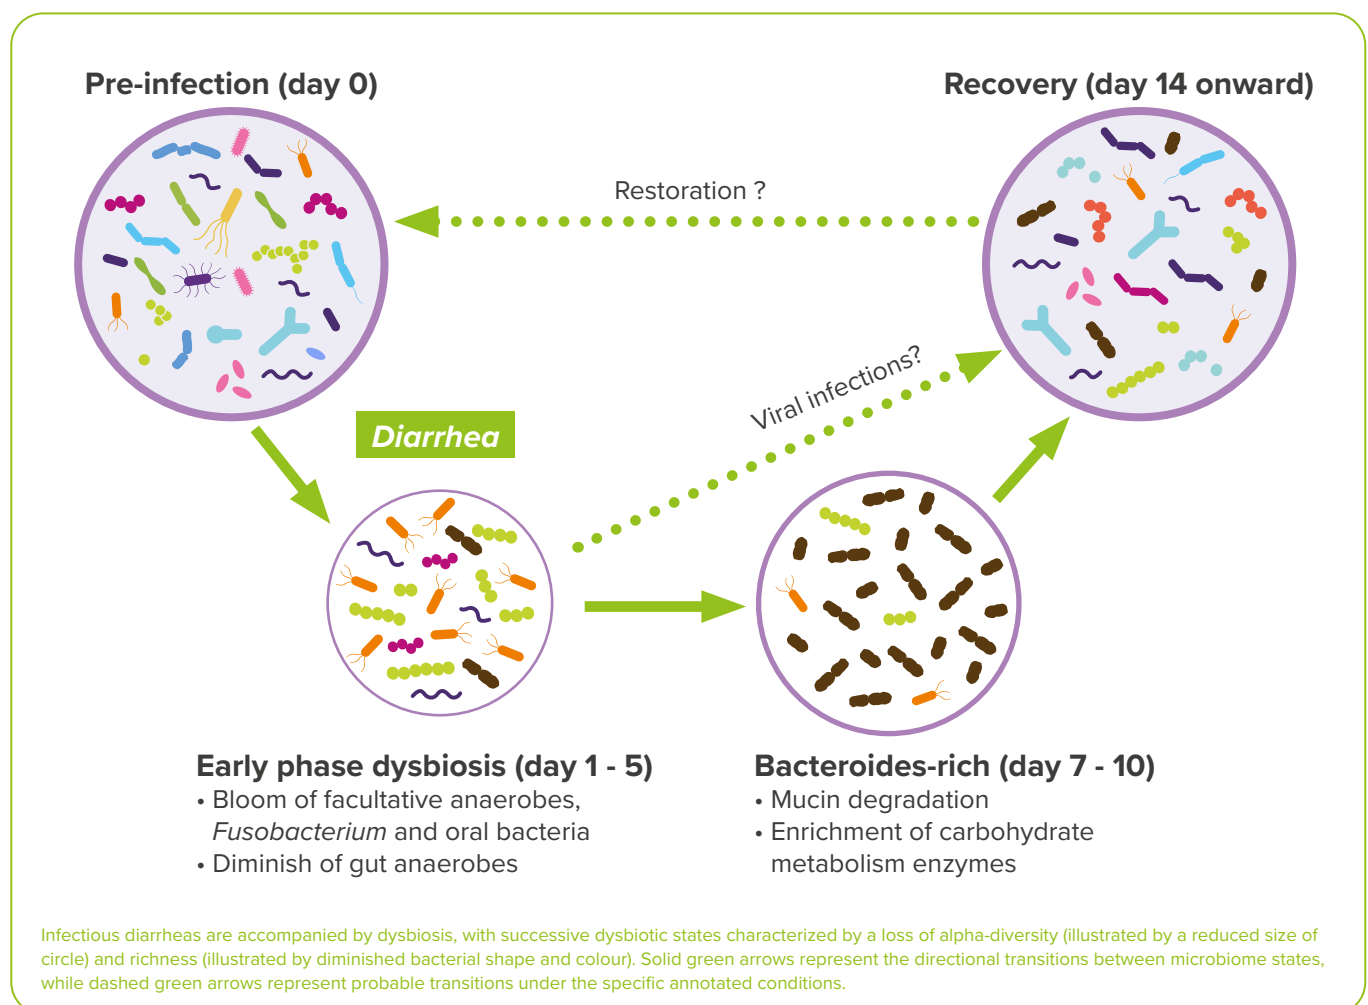 Pre-infection (day 0)
Recovery (day 14 onward)
Restoration ?
Viral infections?
Diarrhea
Early phase dysbiosis (day 1 - 5)
• Bloom of facultative anaerobes,
Fusobacterium and oral bacteria
• Diminish of gut anaerobes
Bacteroides-rich (day 7 - 10)
• Mucin degradation
• Enrichment of carbohydrate
metabolism enzymes
Infectious diarrheas are accompanied by dysbiosis, with successive dysbiotic states characterized by a loss of alpha-diversity (illustrated by a reduced size of
circle) and richness (illustrated by diminished bacterial shape and colour). Solid green arrows represent the directional transitions between microbiome states,
while dashed green arrows represent probable transitions under the specific annotated conditions.